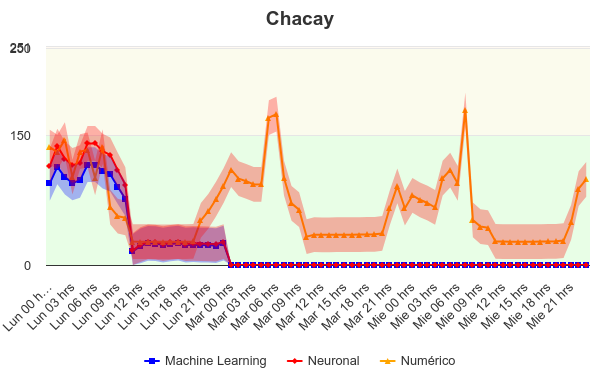 Chacay
250
150
0
Lun 00 h...
Lun 03 hrs
Lun 06 hrs
Lun 09 hrs
Lun 12 hrs
Lun 15 hrs
Lun 18 hrs
Lun 21 hrs
Mar 00 hrs
Mar 03 hrs
Mar 06 hrs
Mar 09 hrs
Mar 12 hrs
Mar 15 hrs
Mar 18 hrs
Mar 21 hrs
Mie 00 hrs
Mie 03 hrs
Mie 06 hrs
Mie 09 hrs
Mie 12 hrs
Mie 15 hrs
Mie 18 hrs
Mie 21 hrs
Machine Learning Neuronal Numérico